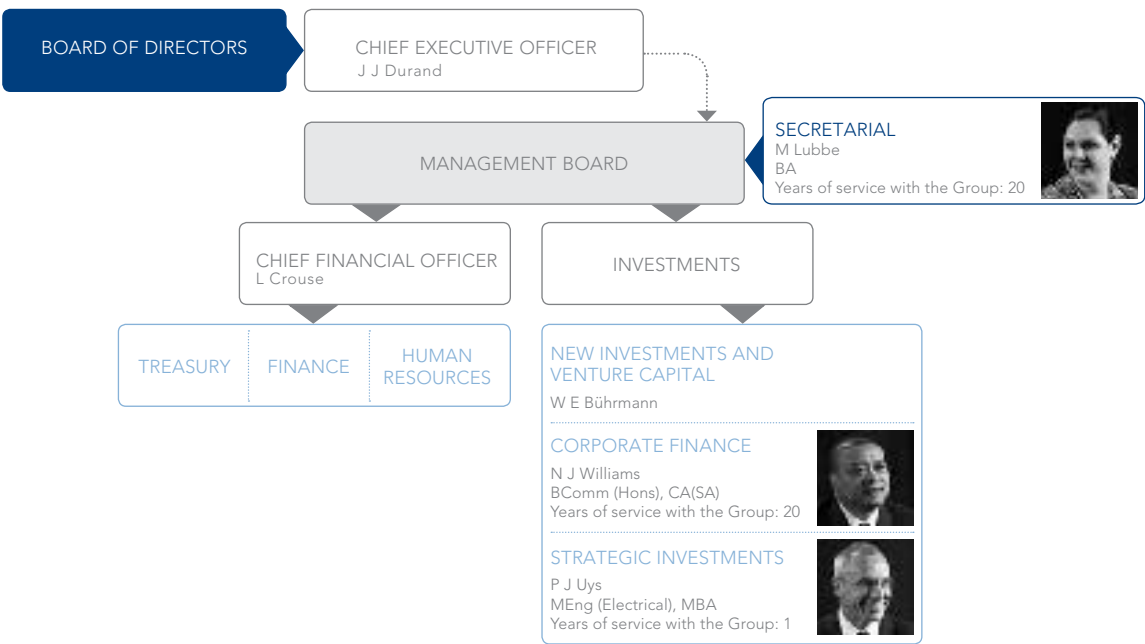 BOARD OF DIRECTORS
CHIEF EXECUTIVE OFFICER
J J Durand
MANAGEMENT BOARD
SECRETARIAL
M Lubbe
BA
Years of service with the Group: 20
CHIEF FINANCIAL OFFICER
L Crouse
INVESTMENTS
TREASURY
FINANCE
HUMAN
RESOURCES
NEW INVESTMENTS AND
VENTURE CAPITAL
W E Bührmann
CORPORATE FINANCE
N J Williams
BComm (Hons), CA(SA)
Years of service with the Group: 20
STRATEGIC INVESTMENTS
P J Uys
MEng (Electrical), MBA
Years of service with the Group: 1